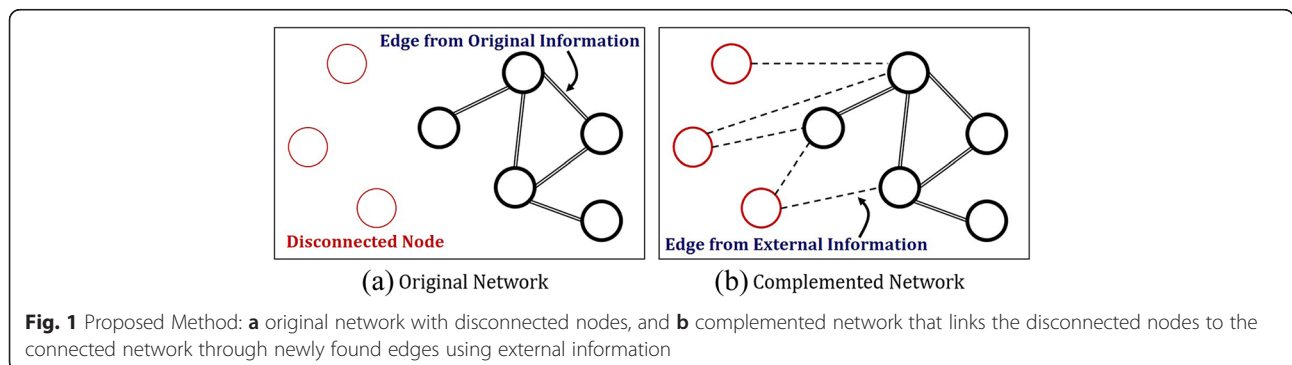 Edge from Original Information
Disconnected Node
Edge from External Information
(a) Original Network
(b) Complemented Network
Fig. 1 Proposed Method: a original network with disconnected nodes, and b complemented network that links the disconnected nodes to the
connected network through newly found edges using external information